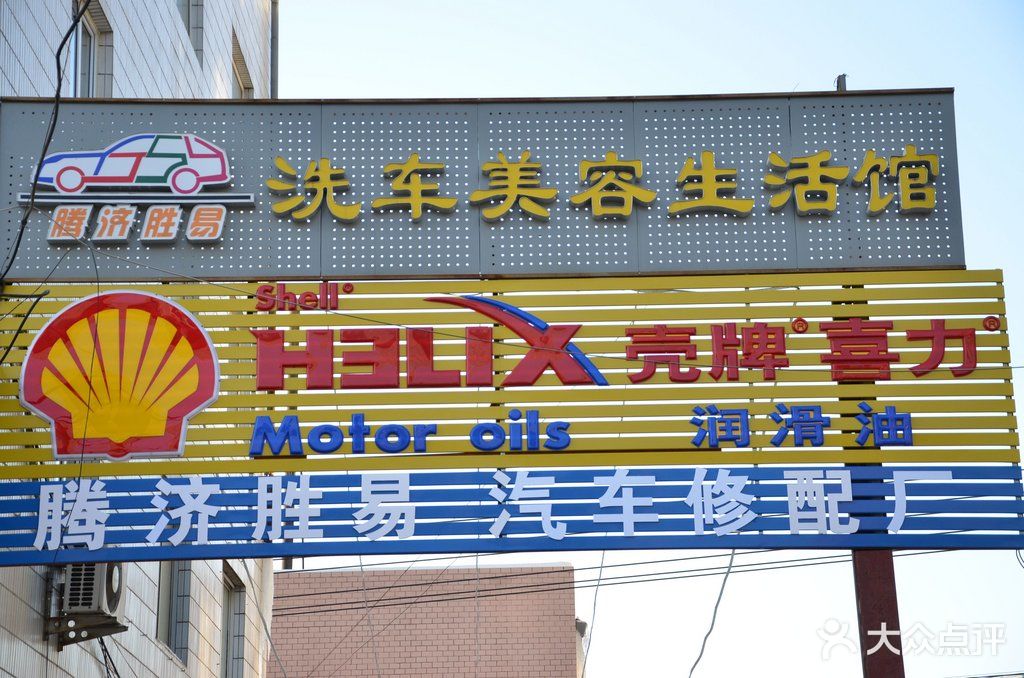 洗车美容生活馆
腾济胜易
Shell®
HELIX 壳牌® 喜力®
Motor oils 润滑油
腾济胜易 汽车修配厂
大众点评